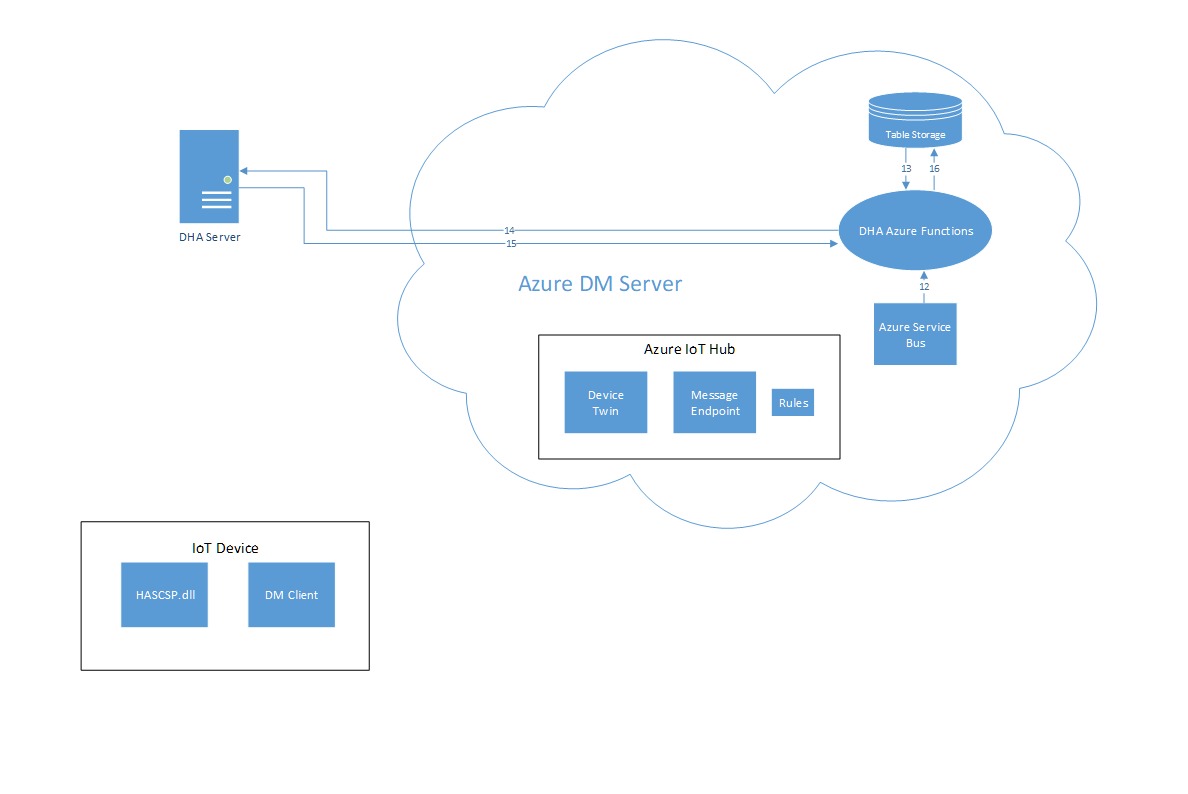 Table Storage
13
16
DHA Server
14
15
DHA Azure Functions
Azure DM Server
12
Azure Service
Bus
Azure IoT Hub
Device
Twin
Message
Endpoint
Rules
IoT Device
HASCSP.dll
DM Client